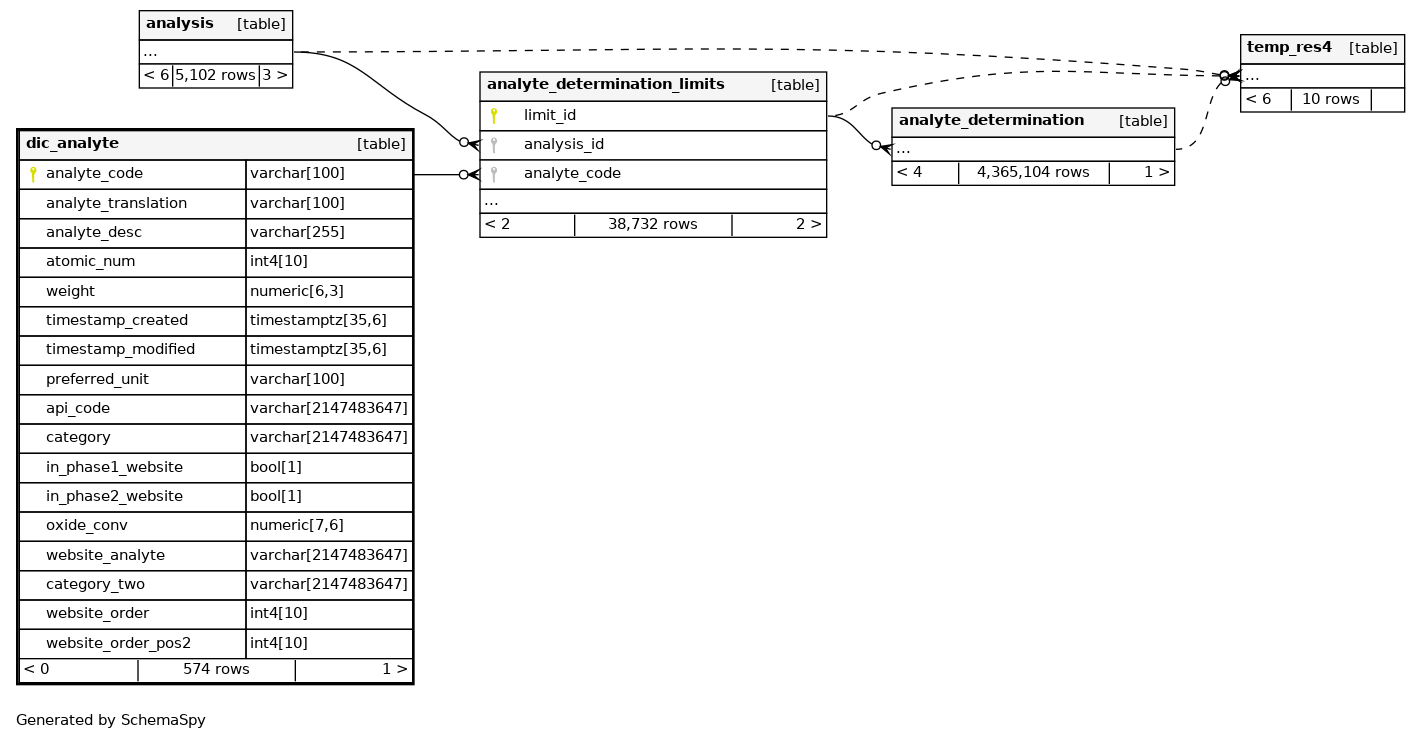 analysis [table]
...
< 6 5,102 rows 3 >
dic_analyte [table]
analyte_code varchar[100]
analyte_translation varchar[100]
analyte_desc varchar[255]
atomic_num int4[10]
weight numeric[6,3]
timestamp_created timestamptz[35,6]
timestamp_modified timestamptz[35,6]
preferred_unit varchar[100]
api_code varchar[2147483647]
category varchar[2147483647]
in_phase1_website bool[1]
in_phase2_website bool[1]
oxide_conv numeric[7,6]
website_analyte varchar[2147483647]
category_two varchar[2147483647]
website_order int4[10]
website_order_pos2 int4[10]
< 0 574 rows 1 >
analyte_determination_limits [table]
limit_id
analysis_id
analyte_code
...
< 2 38,732 rows 2 >
analyte_determination [table]
...
< 4 4,365,104 rows 1 >
temp_res4 [table]
...
< 6 10 rows
Generated by SchemaSpy